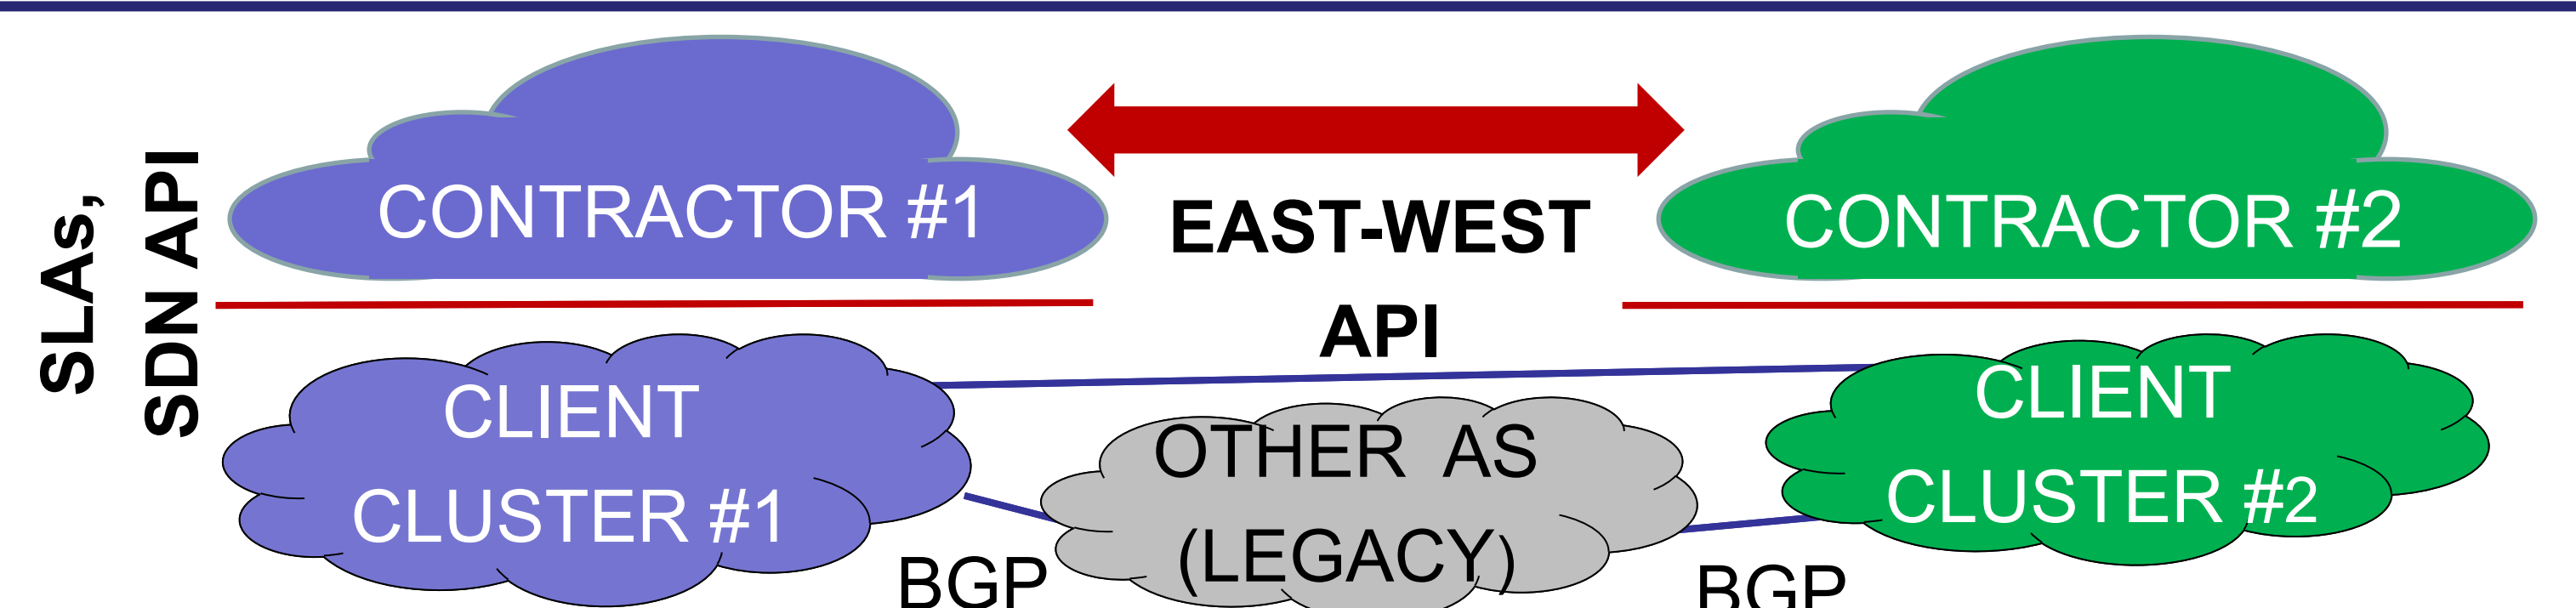 SLAs,
SDN API
CONTRACTOR #1
EAST-WEST
API
CONTRACTOR #2
CLIENT
CLUSTER #1
OTHER AS
(LEGACY)
CLIENT
CLUSTER #2
BGP
BGP